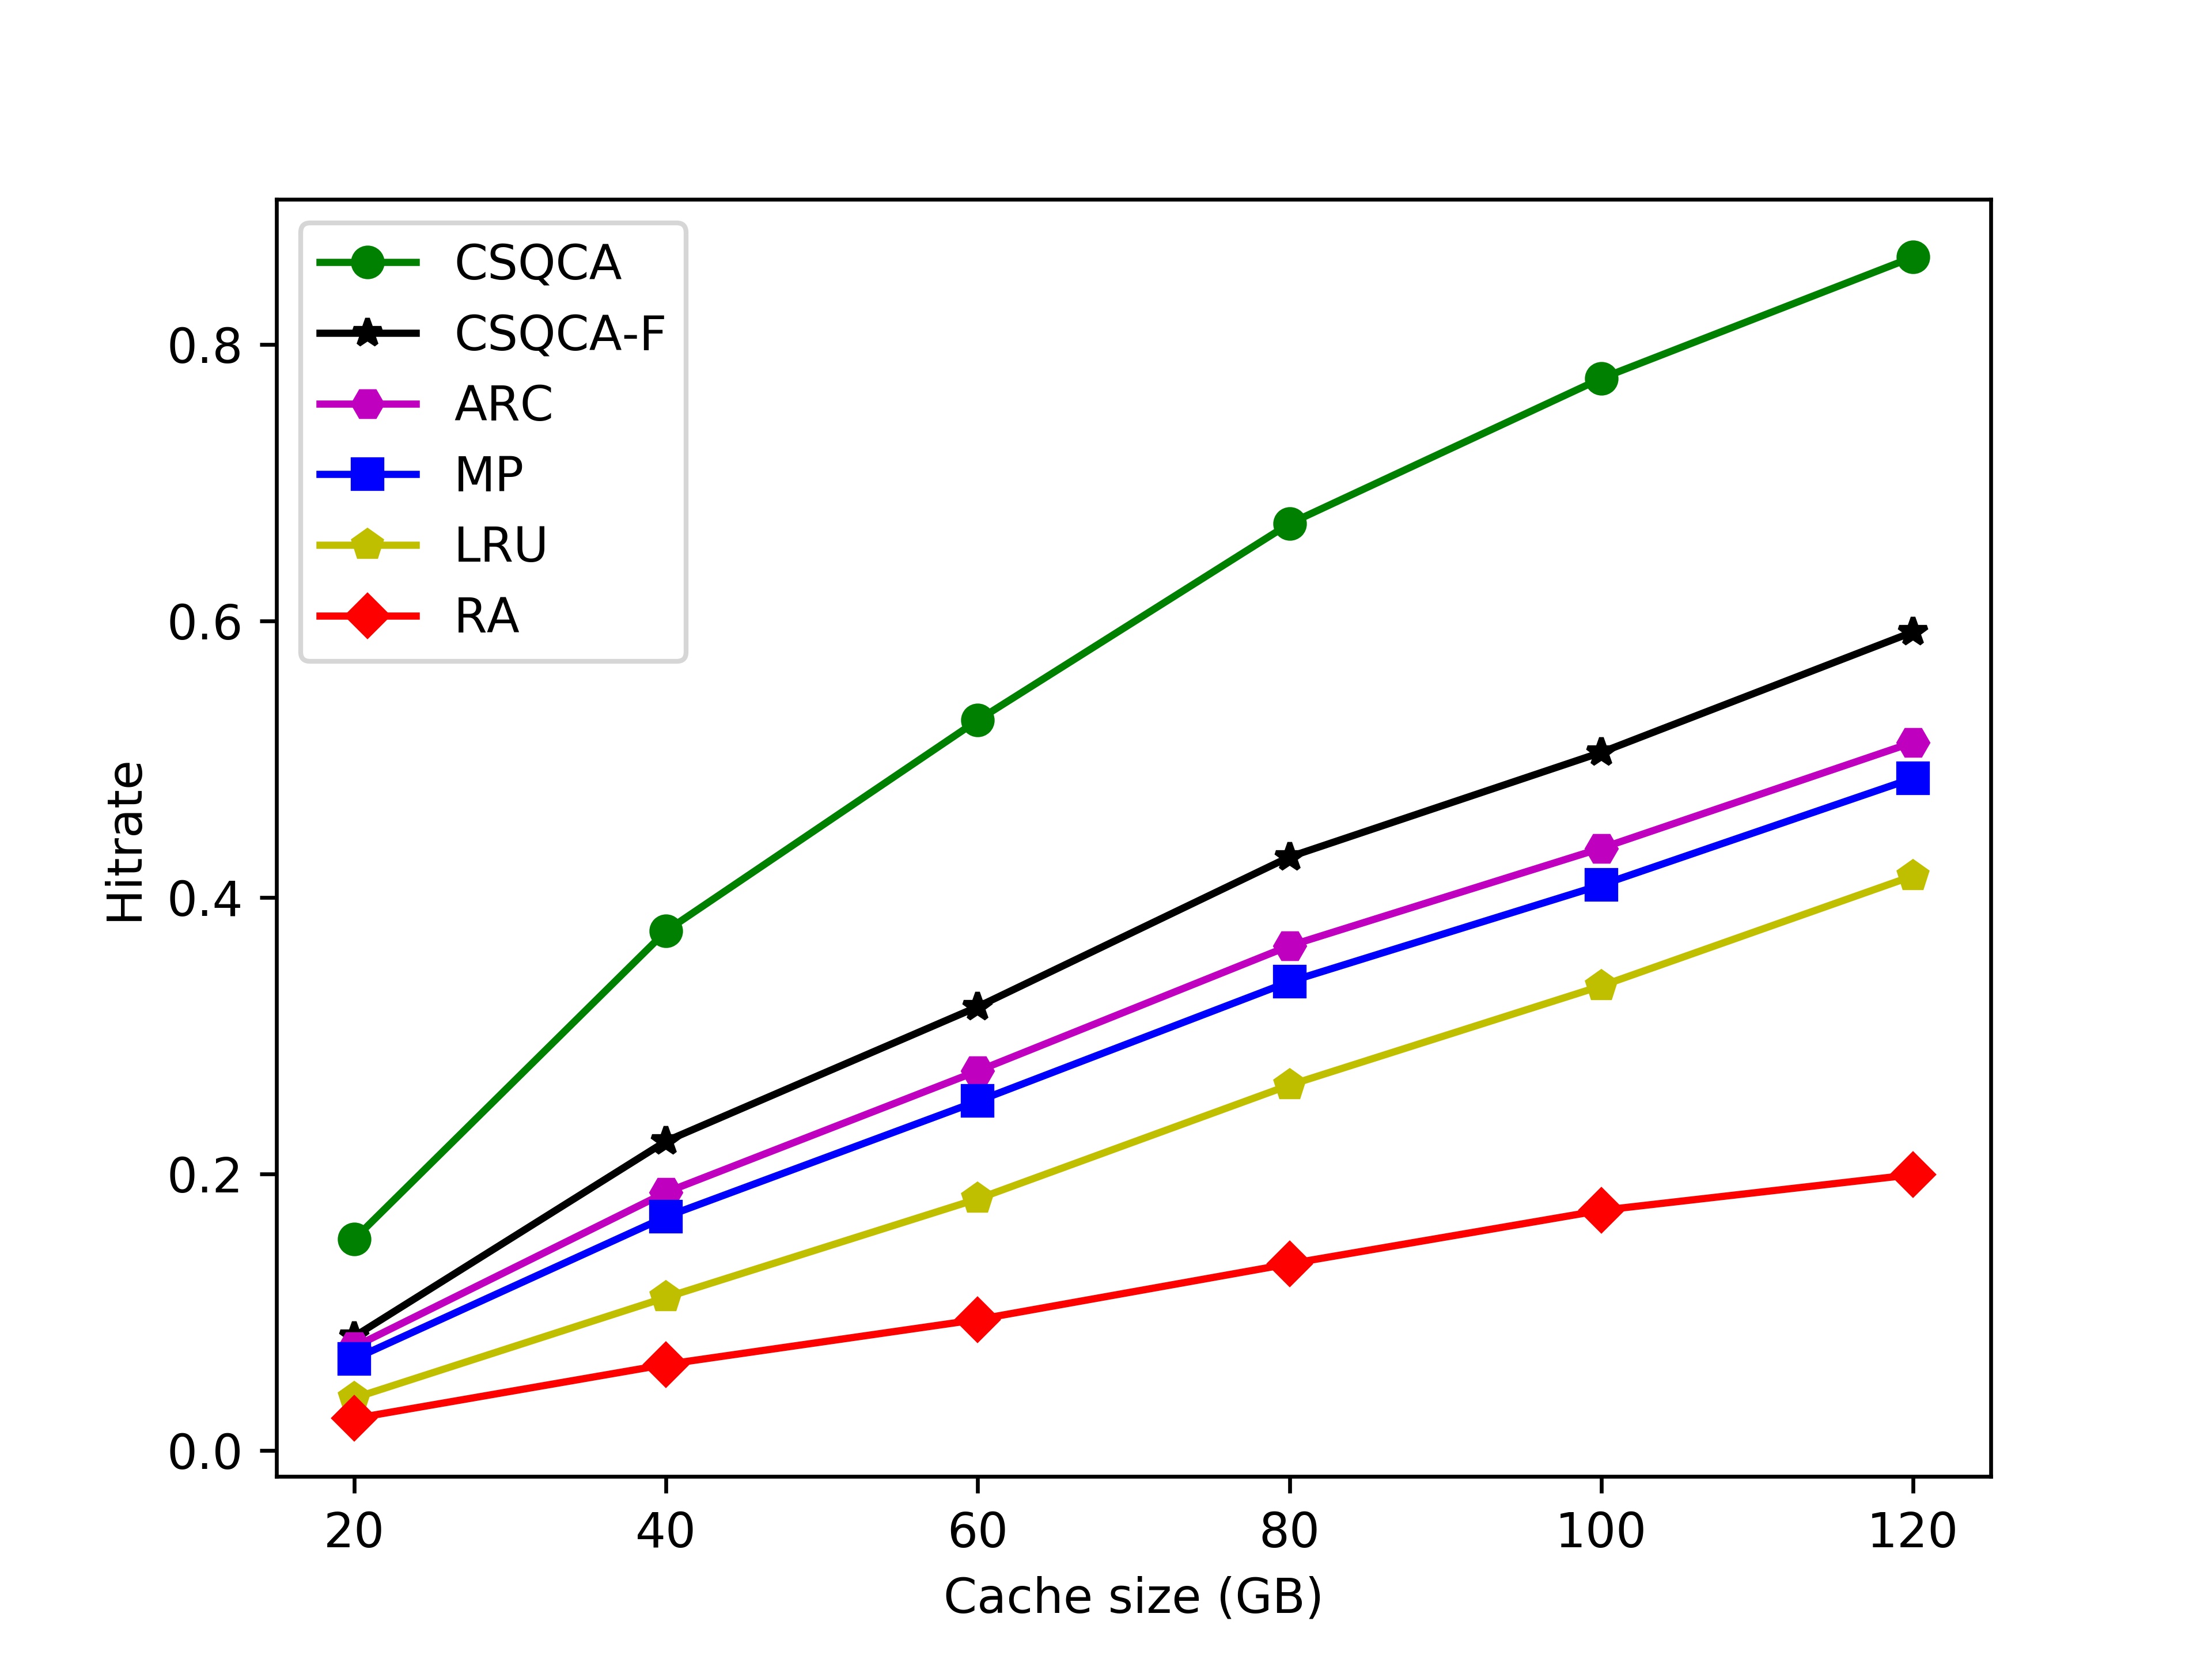 CSQCA
CSQCA-F
ARC
MP
LRU
RA
0.8
0.6
0.4
0.2
0.0
Hitrate
20 40 60 80 100 120
Cache size (GB)